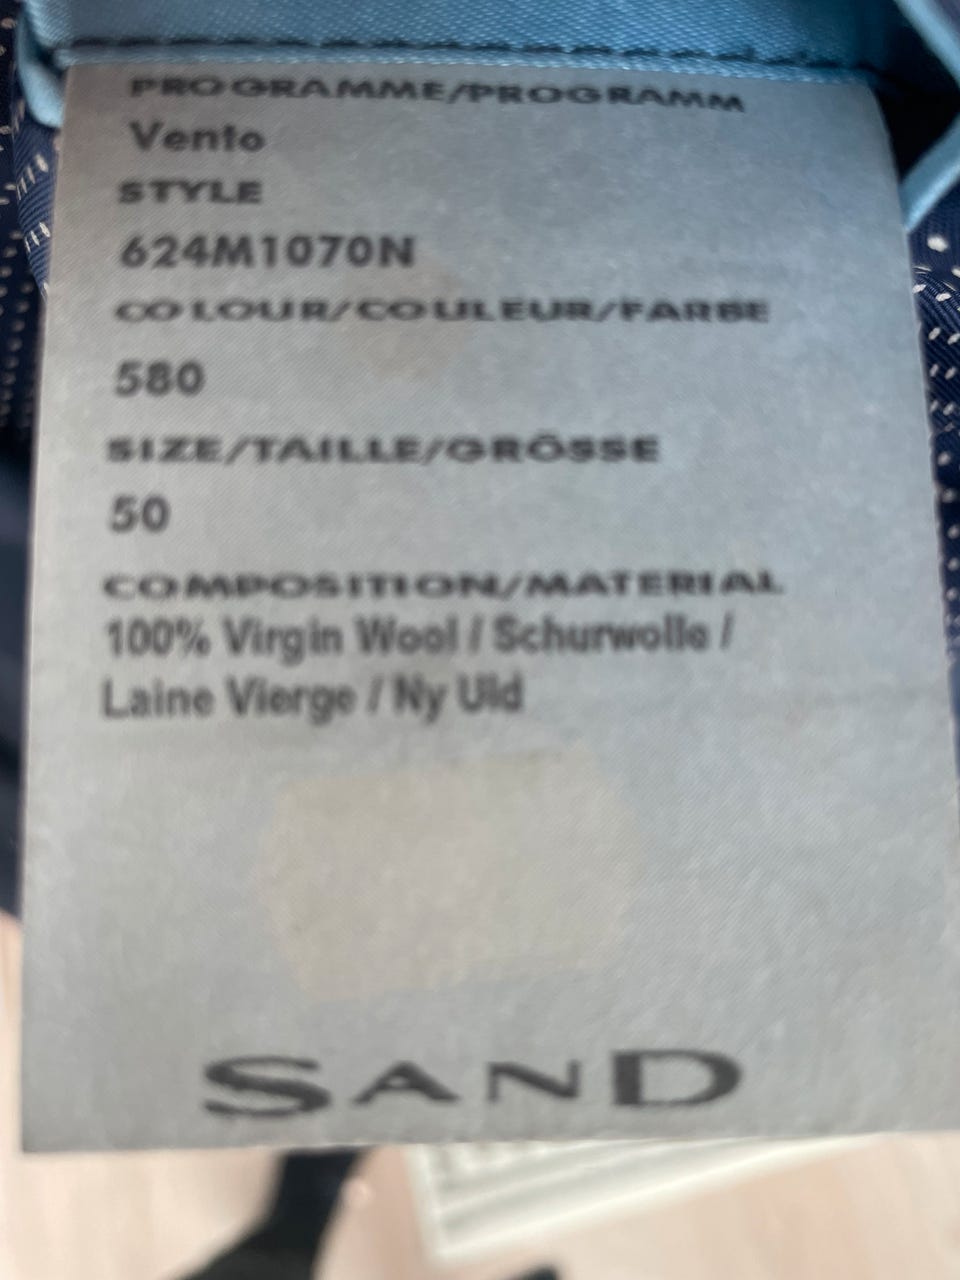 PROGRAMME/PROGRAMM
Vento
STYLE
624M1070N
COLOUR/COULEUR/FARBE
580
SIZE/TAILLE/GRÖSSE
50
COMPOSITION/MATERIAL
100% Virgin Wool / Schurwolle /
Laine Vierge / Ny Uld
SAND